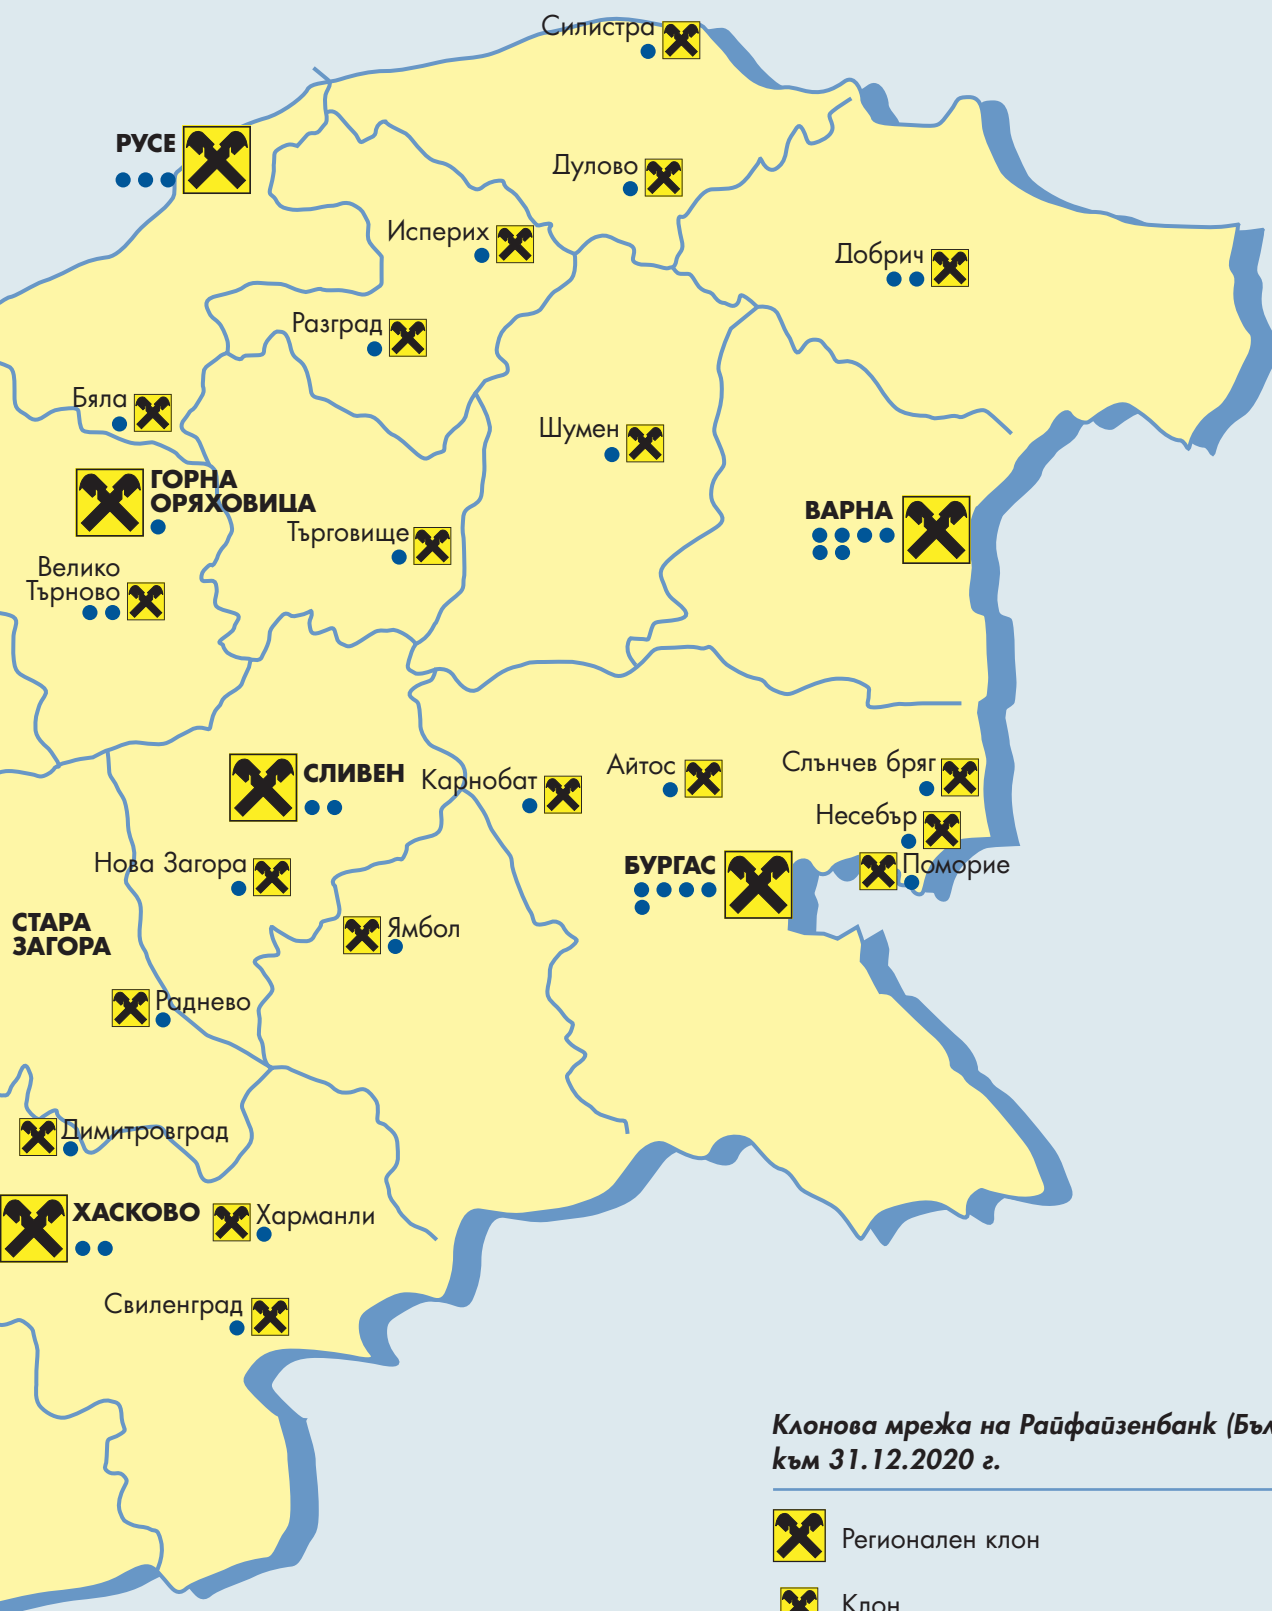 Силистра
РУСЕ
Дулово
Исперих
Добрич
Разград
Бяла
Шумен
ГОРНА
ОРЯХОВИЦА
ВАРНА
Търговище
Велико
Търново
СЛИВЕН
Карнобат
Айтос
Слънчев бряг
Несебър
Нова Загора
БУРГАС
Поморие
СТАРА
ЗАГОРА
Ямбол
Раднево
Димитровград
ХАСКОВО
Харманли
Свиленград
Клонова мрежа на Райфайзенбанк (Бъл
към 31.12.2020 г.
Регионален клон
Клон